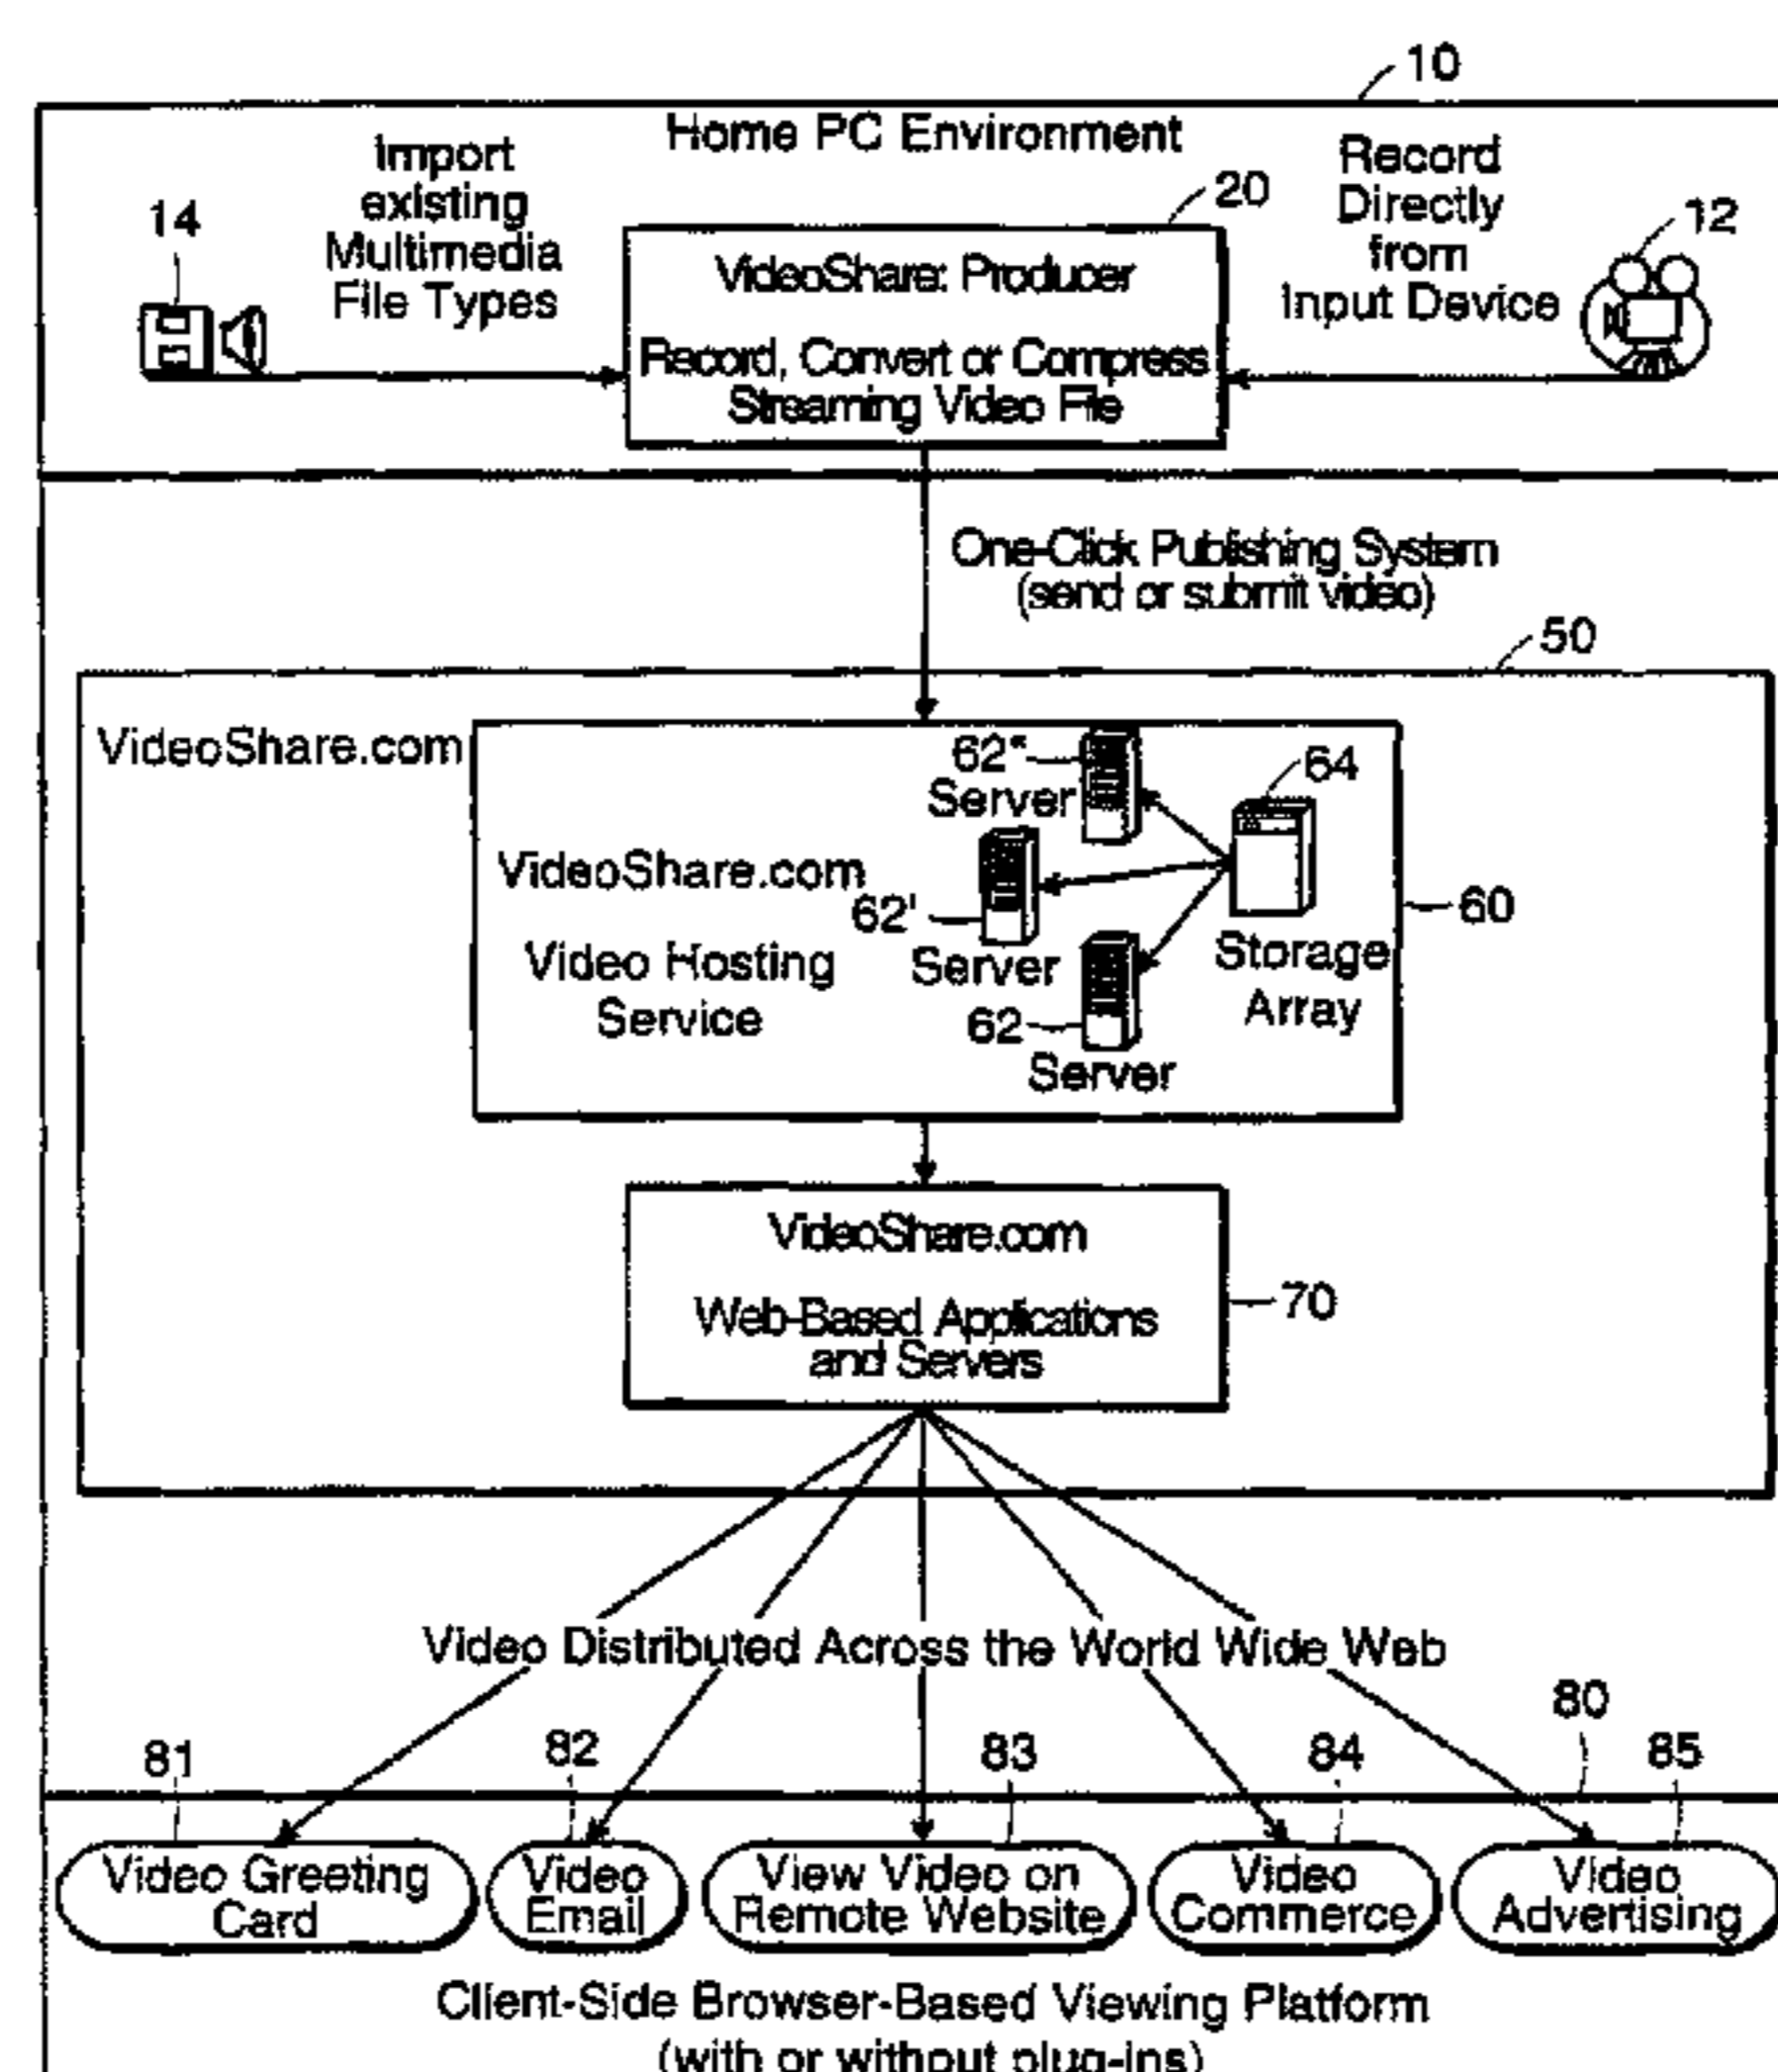 10
Home PC Environment
Import
existing
Multimedia
File Types
Record
Directly
from
Input Device
14
20
12
VideoShare: Producer
Record, Convert or Compress
Streaming Video File
One-Click Publishing System
(send or submit video)
50
VideoShare.com
62"
Server
64
VideoShare.com
62'
Server
60
Video Hosting
Service
Storage
Array
62
Server
VideoShare.com
Web-Based Applications
and Servers
70
Video Distributed Across the World Wide Web
80
81
82
83
84
85
Video Greeting
Card
Video
Email
View Video on
Remote Website
Video
Commerce
Video
Advertising
Client-Side Browser-Based Viewing Platform
(with or without plug-ins)